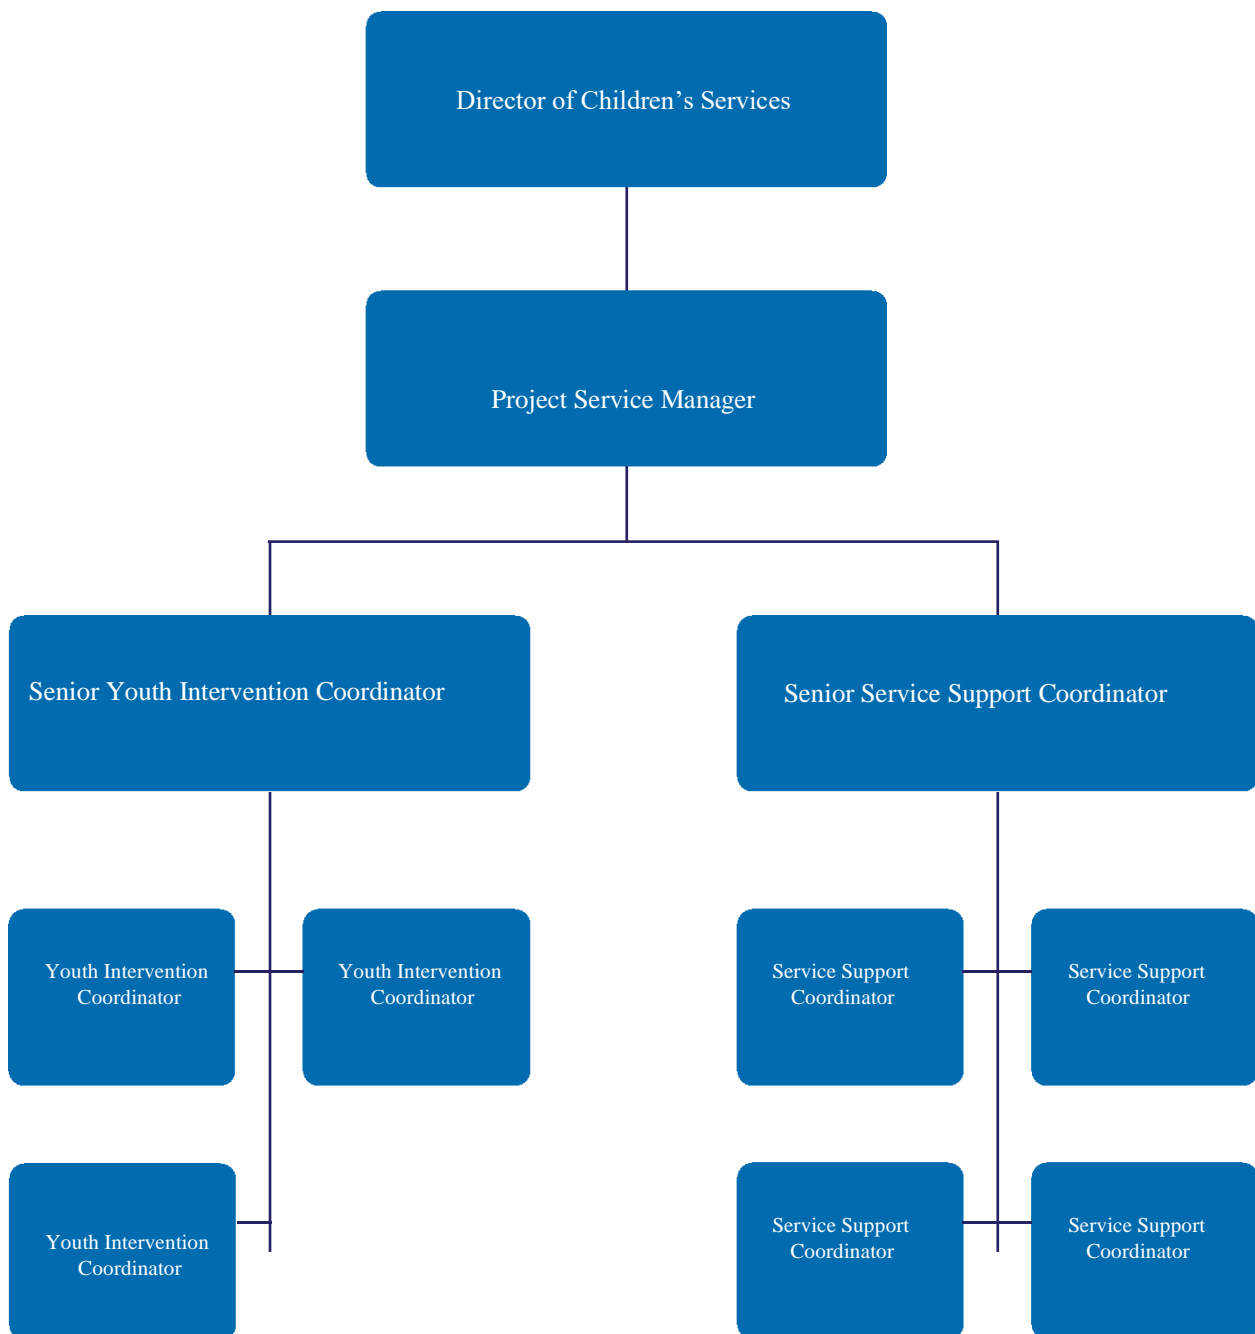 Director of Children’s Services
Project Service Manager
Senior Youth Intervention Coordinator
Senior Service Support Coordinator
Youth Intervention
Coordinator
Youth Intervention
Coordinator
Service Support
Coordinator
Service Support
Coordinator
Youth Intervention
Coordinator
Service Support
Coordinator
Service Support
Coordinator